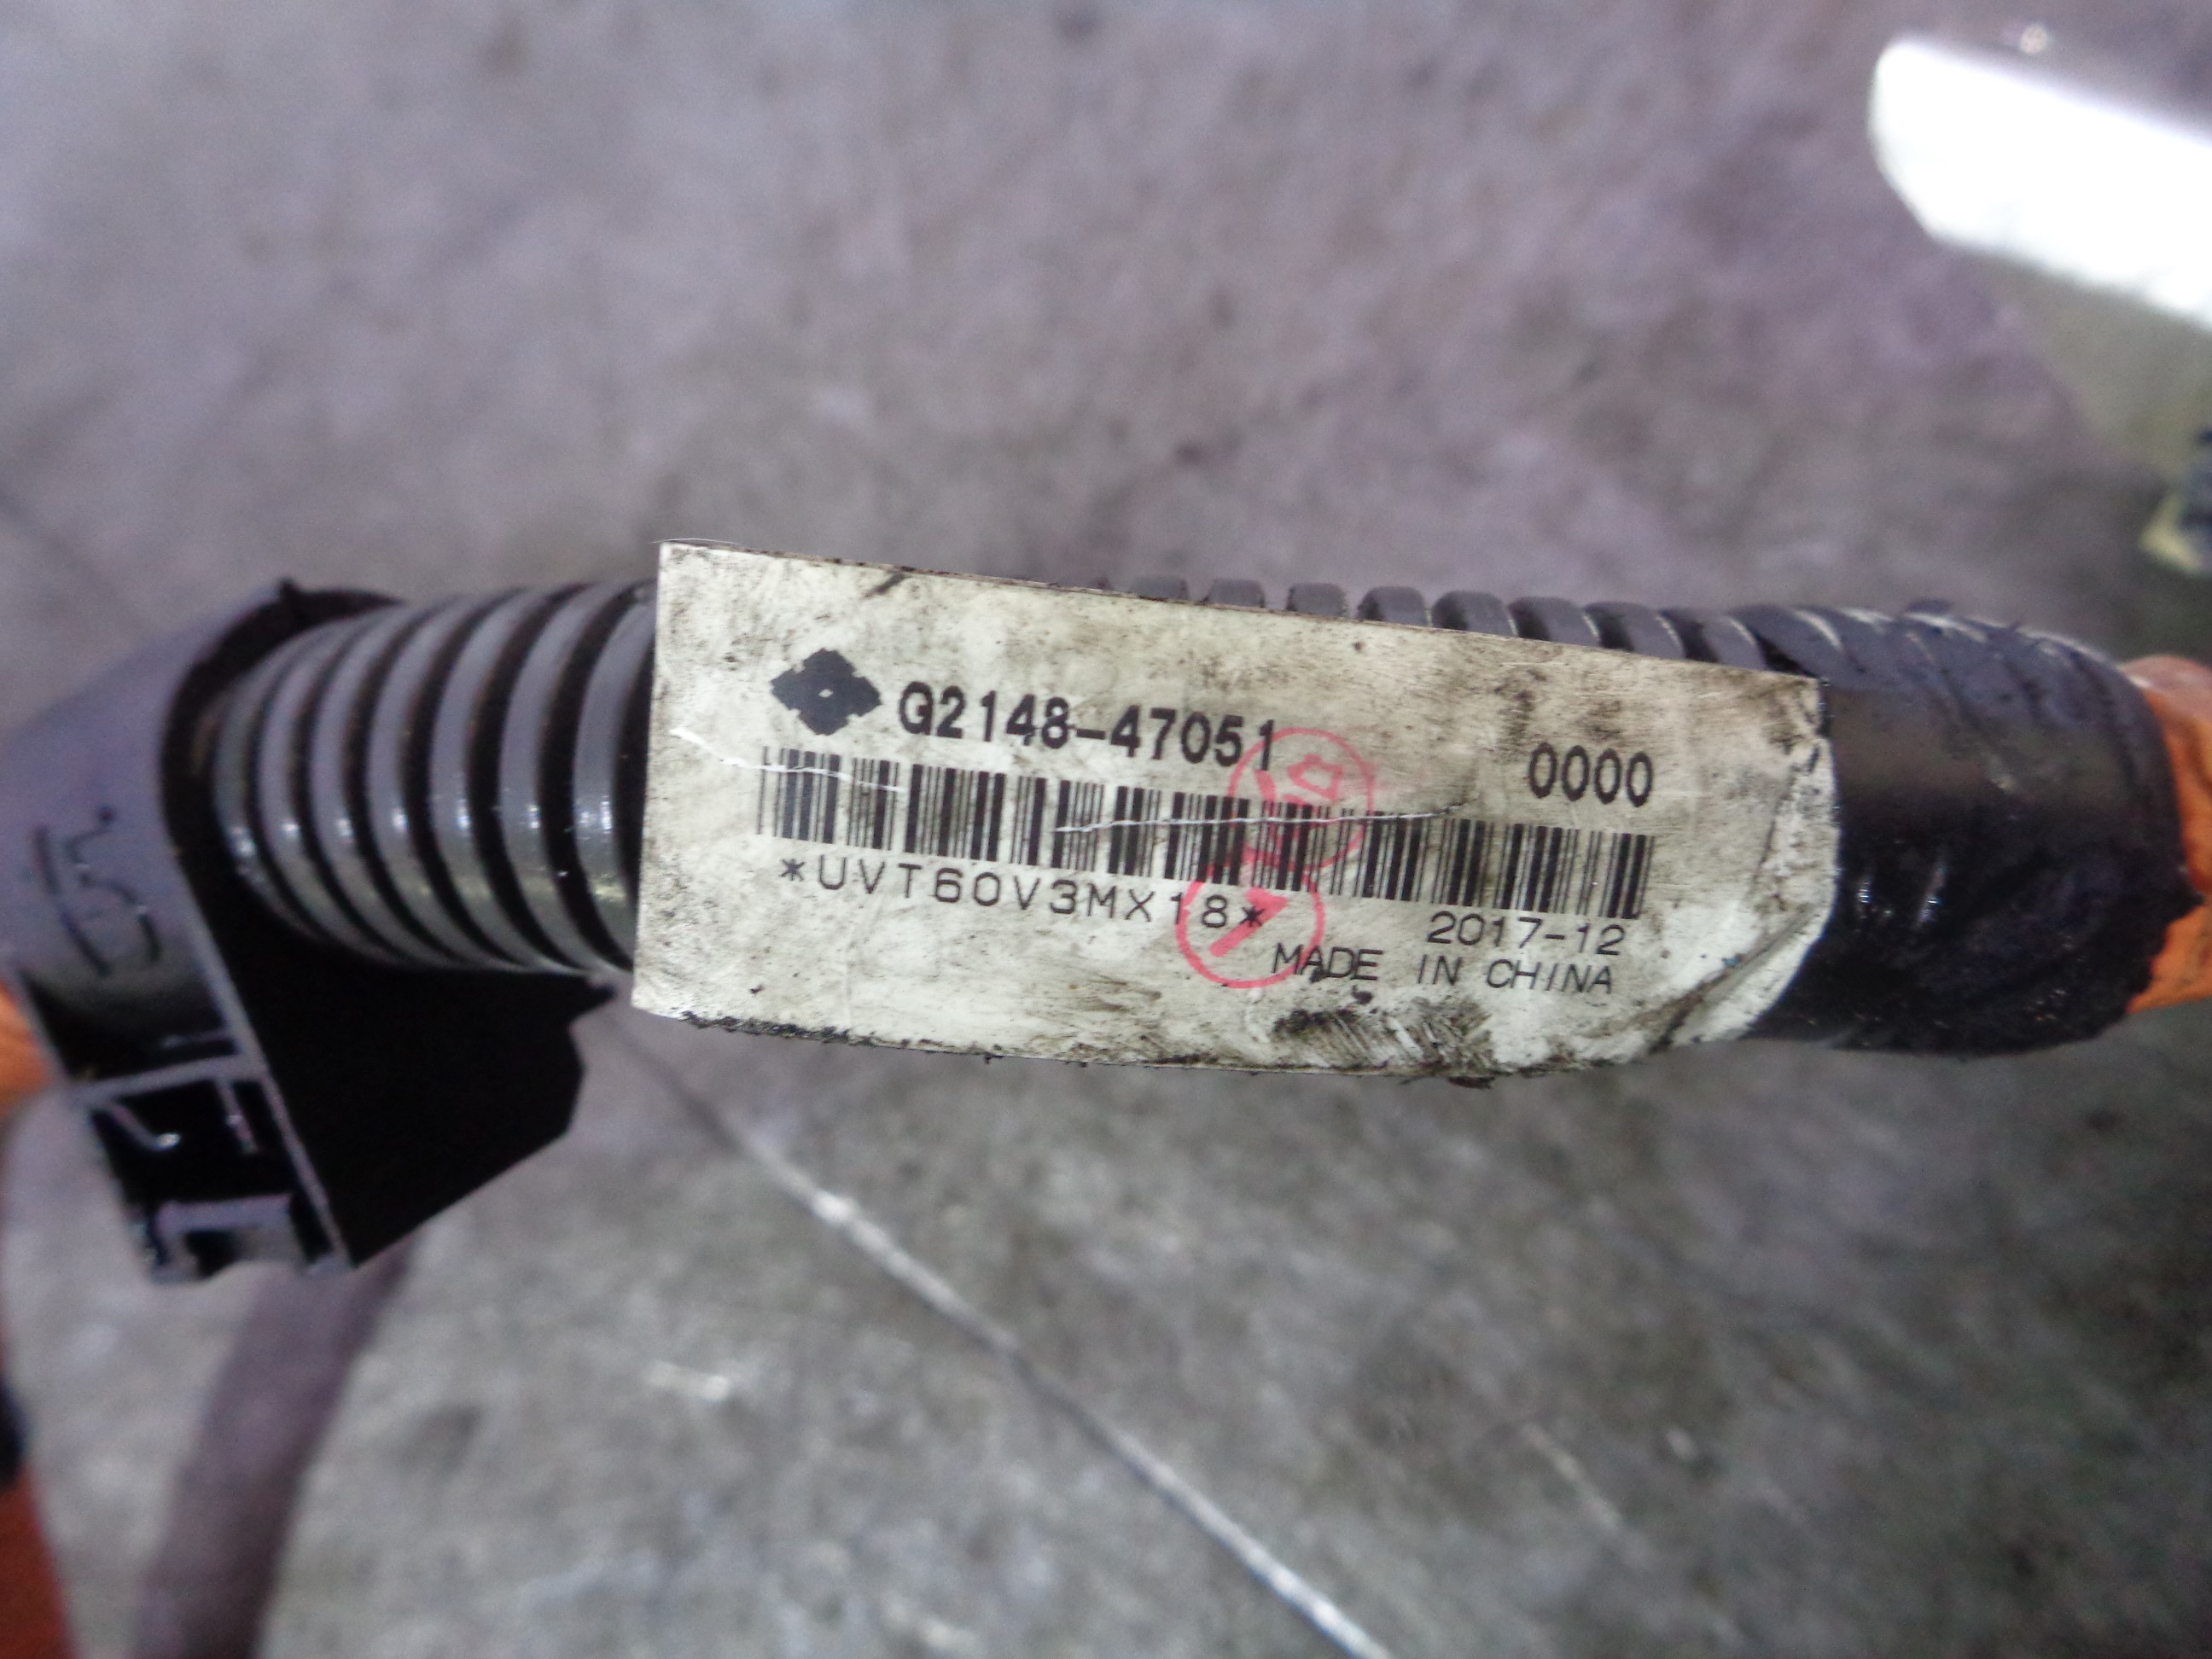 G2148-47051 0000
*UVT60V3MX18*
2017-12
MADE IN CHINA